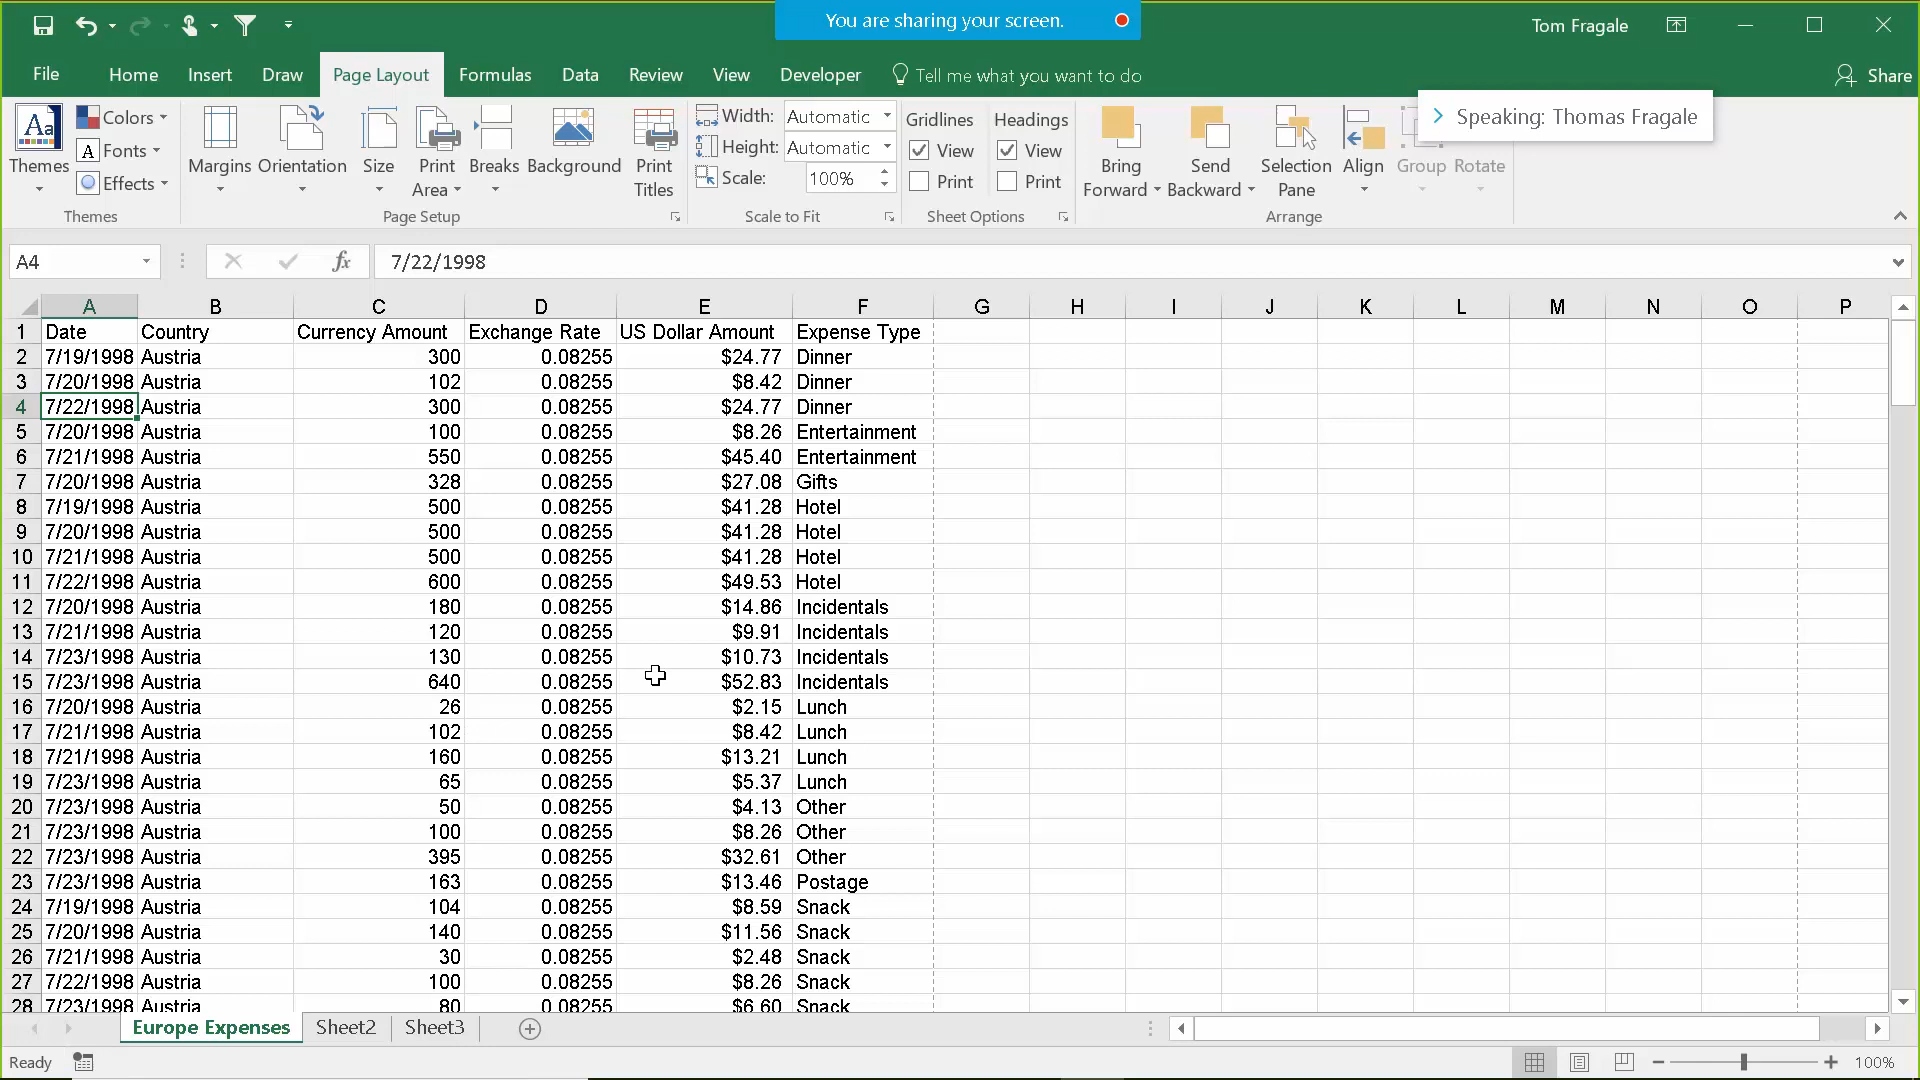 You are sharing your screen.
Tom Fragale
File Home Insert Draw Page Layout Formulas Data Review View Developer Tell me what you want to do Share
Speaking: Thomas Fragale
Aa Themes
Colors
Fonts
Effects
Themes
Margins Orientation Size Print Area Breaks Background Print Titles
Page Setup
Width: Automatic
Height: Automatic
Scale: 100%
Scale to Fit
Gridlines Headings
View View
Print Print
Sheet Options
Bring Forward Send Backward Selection Pane Align Group Rotate
Arrange
A4 fx 7/22/1998
A B C D E F G H I J K L M N O P
1 Date Country Currency Amount Exchange Rate US Dollar Amount Expense Type
2 7/19/1998 Austria 300 0.08255 $24.77 Dinner
3 7/20/1998 Austria 102 0.08255 $8.42 Dinner
4 7/22/1998 Austria 300 0.08255 $24.77 Dinner
5 7/20/1998 Austria 100 0.08255 $8.26 Entertainment
6 7/21/1998 Austria 550 0.08255 $45.40 Entertainment
7 7/20/1998 Austria 328 0.08255 $27.08 Gifts
8 7/19/1998 Austria 500 0.08255 $41.28 Hotel
9 7/20/1998 Austria 500 0.08255 $41.28 Hotel
10 7/21/1998 Austria 500 0.08255 $41.28 Hotel
11 7/22/1998 Austria 600 0.08255 $49.53 Hotel
12 7/20/1998 Austria 180 0.08255 $14.86 Incidentals
13 7/21/1998 Austria 120 0.08255 $9.91 Incidentals
14 7/23/1998 Austria 130 0.08255 $10.73 Incidentals
15 7/23/1998 Austria 640 0.08255 $52.83 Incidentals
16 7/20/1998 Austria 26 0.08255 $2.15 Lunch
17 7/21/1998 Austria 102 0.08255 $8.42 Lunch
18 7/21/1998 Austria 160 0.08255 $13.21 Lunch
19 7/23/1998 Austria 65 0.08255 $5.37 Lunch
20 7/23/1998 Austria 50 0.08255 $4.13 Other
21 7/23/1998 Austria 100 0.08255 $8.26 Other
22 7/23/1998 Austria 395 0.08255 $32.61 Other
23 7/23/1998 Austria 163 0.08255 $13.46 Postage
24 7/19/1998 Austria 104 0.08255 $8.59 Snack
25 7/20/1998 Austria 140 0.08255 $11.56 Snack
26 7/21/1998 Austria 30 0.08255 $2.48 Snack
27 7/22/1998 Austria 100 0.08255 $8.26 Snack
28 7/23/1998 Austria 80 0.08255 $6.60 Snack
Europe Expenses Sheet2 Sheet3
Ready 100%